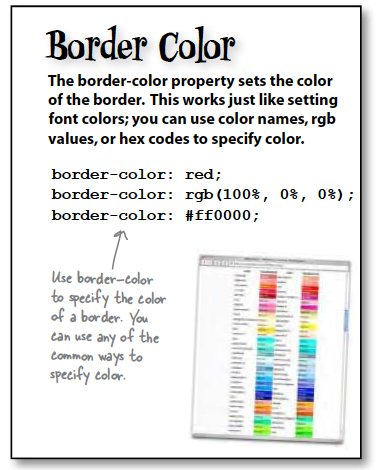 Border Color
The border-color property sets the color
of the border. This works just like setting
font colors; you can use color names, rgb
values, or hex codes to specify color.
border-color: red;
border-color: rgb(100%, 0%, 0%);
border-color: #ff0000;
Use border-color
to specify the color
of a border. You
can use any of the
common ways to
specify color.